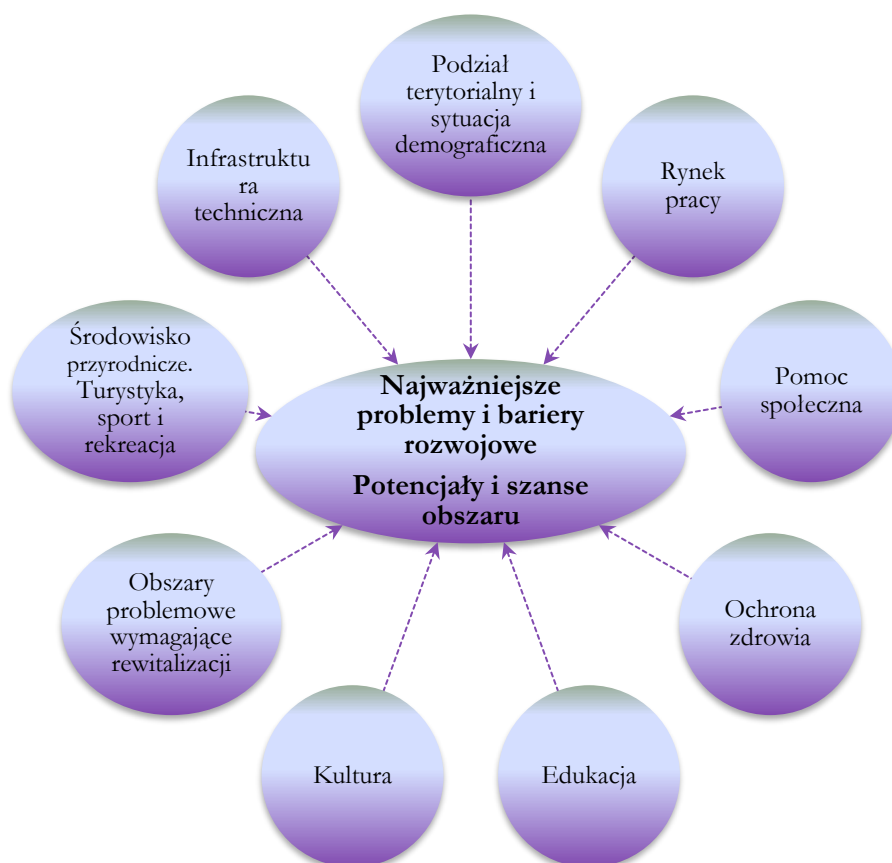 Podział
terytorialny i
sytuacja
demograficzna
Infrastruktu
ra
techniczna
Rynek
pracy
Środowisko
przyrodnicze.
Turystyka,
sport i
rekreacja
Najważniejsze
problemy i bariery
rozwojowe
Potencjały i szanse
obszaru
Pomoc
społeczna
Obszary
problemowe
wymagające
rewitalizacji
Ochrona
zdrowia
Kultura
Edukacja